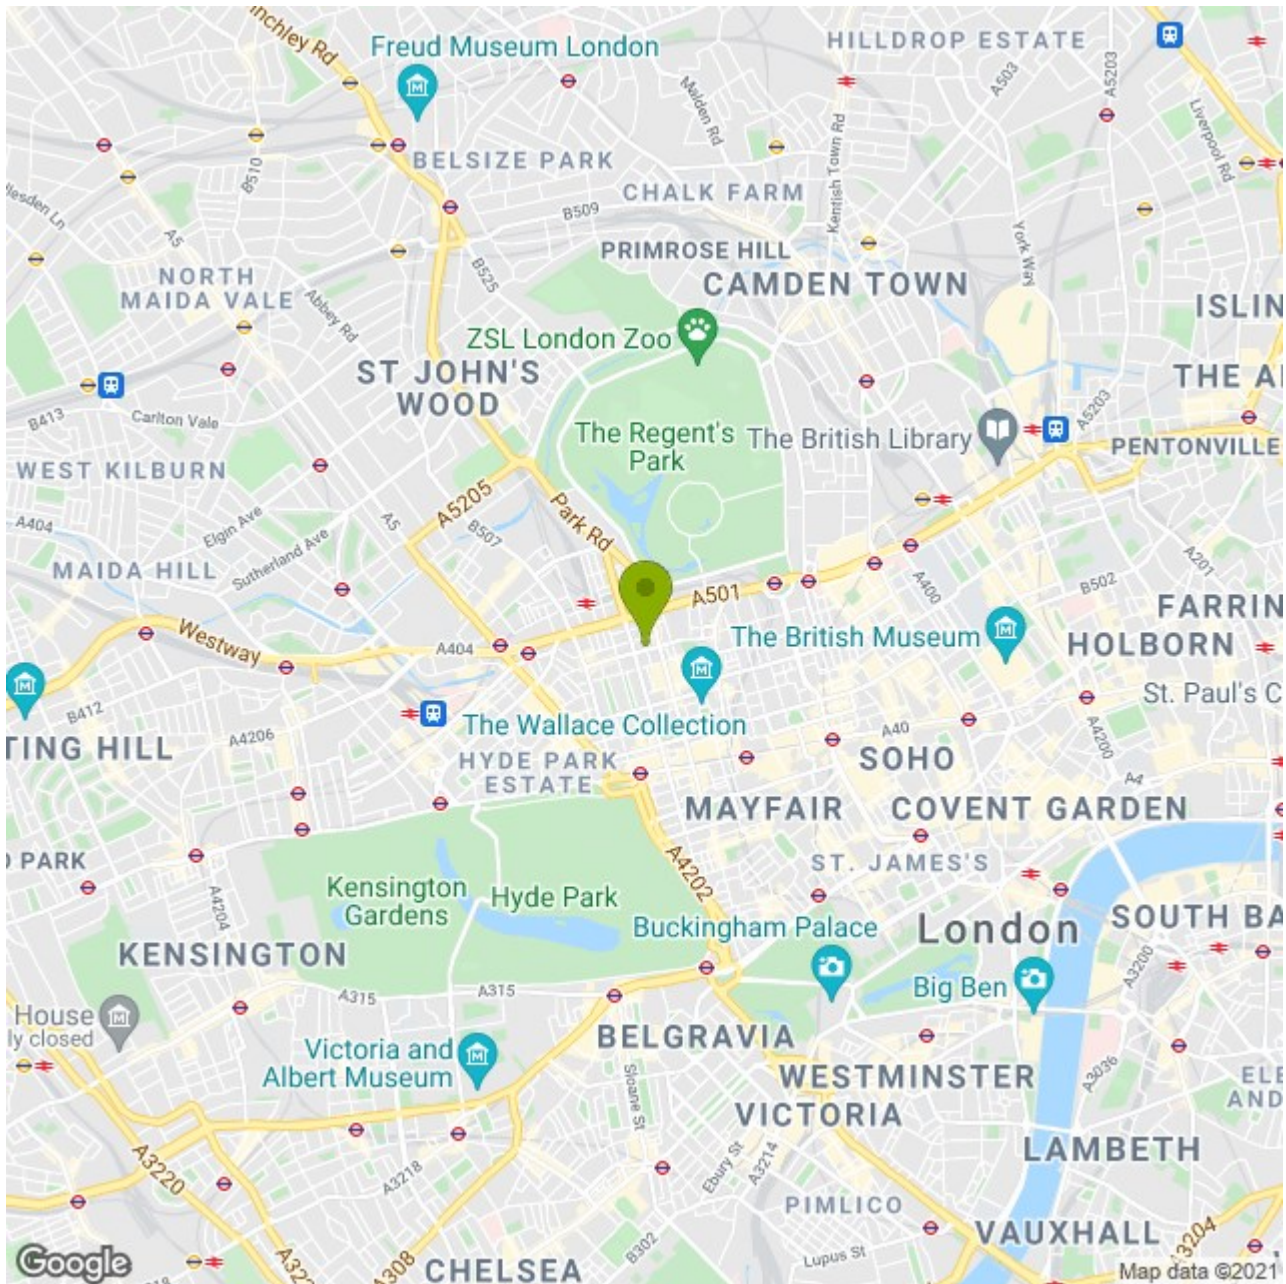 nchley Rd
Freud Museum London
HILLDROP ESTATE
A503
A5203
Malden Rd
Liverpool Rd
Kentish Town Rd
B510
BELSIZE PARK
CHALK FARM
lesden Ln
A5
B509
York Way
PRIMROSE HILL
CAMDEN TOWN
NORTH
MAIDA VALE
B525
Abbey Rd
ISLIN
ZSL London Zoo
ST JOHN'S
WOOD
THE A
B413
Carlton Vale
A5203
The Regent's
Park
The British Library
PENTONVILLE
WEST KILBURN
A5205
Park Rd
A404
Elgin Ave
A5
B507
Sutherland Ave
MAIDA HILL
A201
A400
B502
A501
FARRIN
Westway
A404
The British Museum
HOLBORN
B412
St. Paul's C
The Wallace Collection
A40
A4200
TING HILL
A4206
HYDE PARK
ESTATE
SOHO
A4
MAYFAIR
COVENT GARDEN
D PARK
A4202
ST. JAMES'S
A4204
Kensington
Gardens
Hyde Park
Buckingham Palace
London
SOUTH BA
KENSINGTON
A3200
A315
A315
Big Ben
House
ly closed
BELGRAVIA
Victoria and
Albert Museum
Sloane St
WESTMINSTER
A3036
ELE
AND
VICTORIA
LAMBETH
A3220
A3218
Ebury St
A3214
PIMLICO
VAUXHALL
A3204
A32
A308
CHELSEA
B302
Lupus St
Google
Map data ©2021